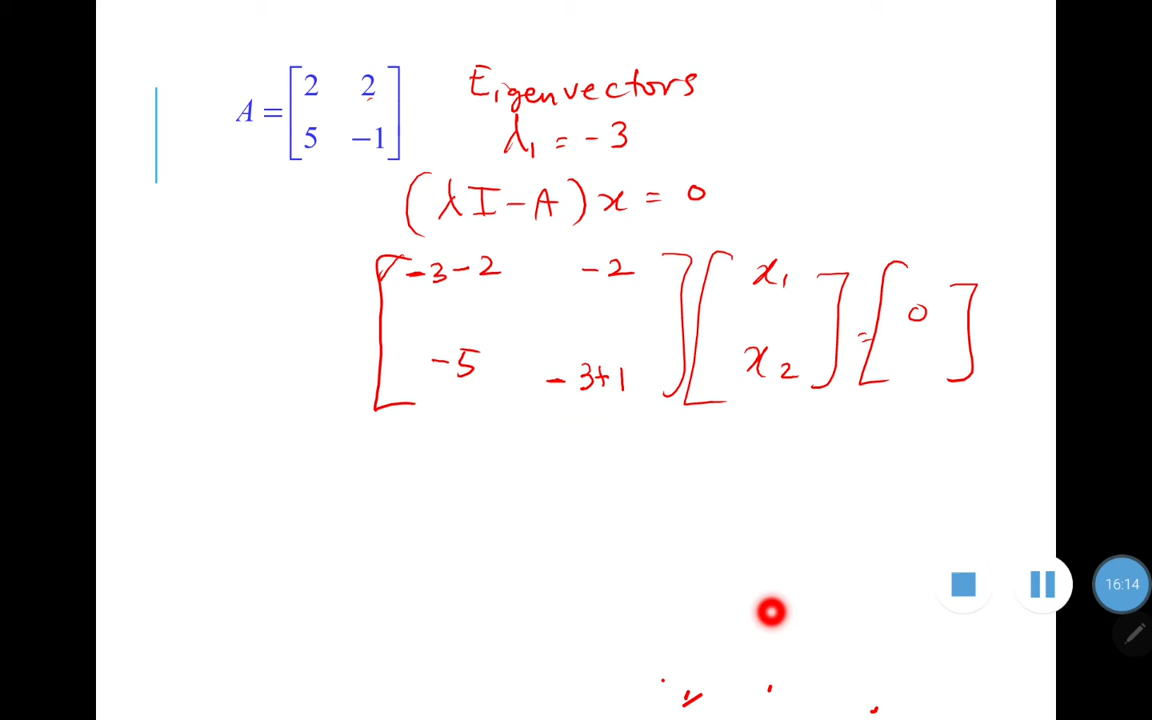 A = [ 2 2
5 −1 ]
Eigenvectors
λ₁ = - 3
(λI - A) x = 0
[ -3-2 -2 ] [ x₁ ] = [ 0 ]
-5 -3+1 x₂
16:14